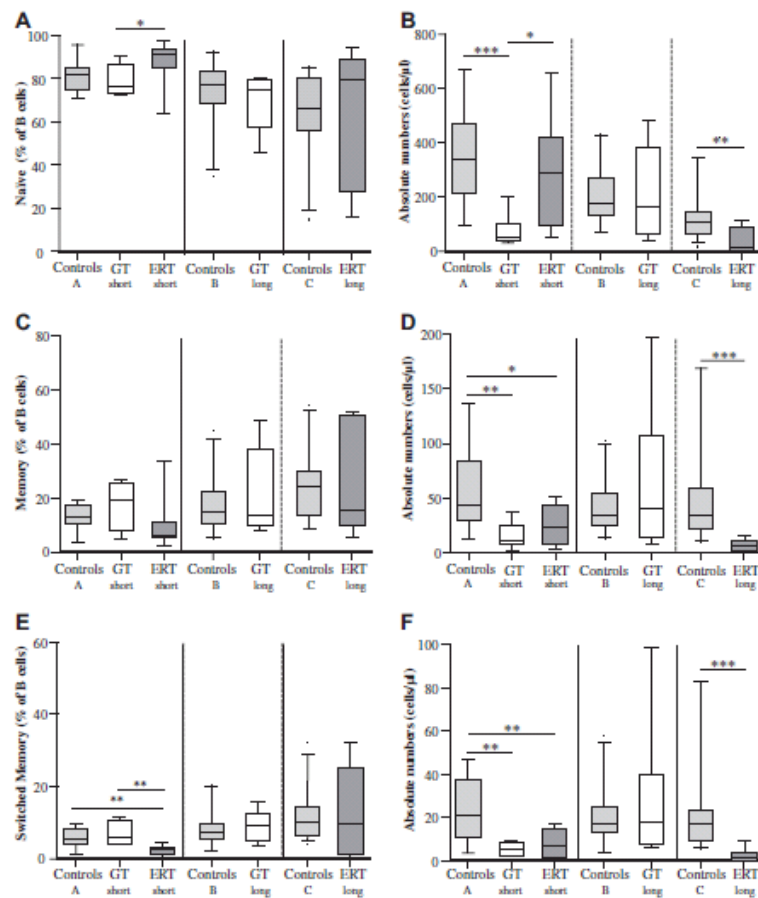 A
*
100
80
60
40
20
0
Naïve (% of B cells)
Controls GT ERT Controls GT Controls ERT
A short short B long C long
B
***
*
**
800
600
400
200
0
Absolute numbers (cells/μl)
Controls GT ERT Controls GT Controls ERT
A short short B long C long
C
80
60
40
20
0
Memory (% of B cells)
Controls GT ERT Controls GT Controls ERT
A short short B long C long
D
*
**
***
200
150
100
50
0
Absolute numbers (cells/μl)
Controls GT ERT Controls GT Controls ERT
A short short B long C long
E
**
**
60
40
20
0
Switched Memory (% of B cells)
Controls GT ERT Controls GT Controls ERT
A short short B long C long
F
**
**
***
100
80
60
40
20
0
Absolute numbers (cells/μl)
Controls GT ERT Controls GT Controls ERT
A short short B long C long